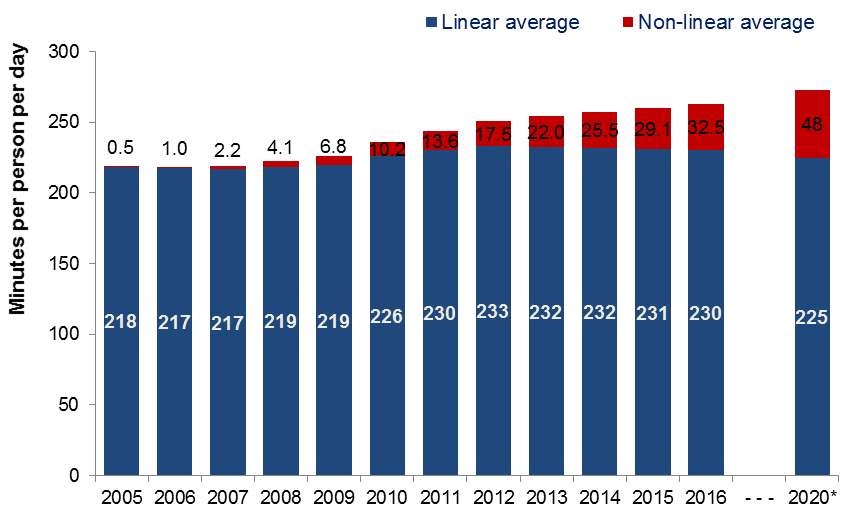 Linear average Non-linear average
Minutes per person per day
300
250
200
150
100
50
0
0.5 1.0 2.2 4.1 6.8 10.2 13.6 17.5 22.0 25.5 29.1 32.5 48
218 217 217 219 219 226 230 233 232 232 231 230 225
2005 2006 2007 2008 2009 2010 2011 2012 2013 2014 2015 2016 - - - 2020*